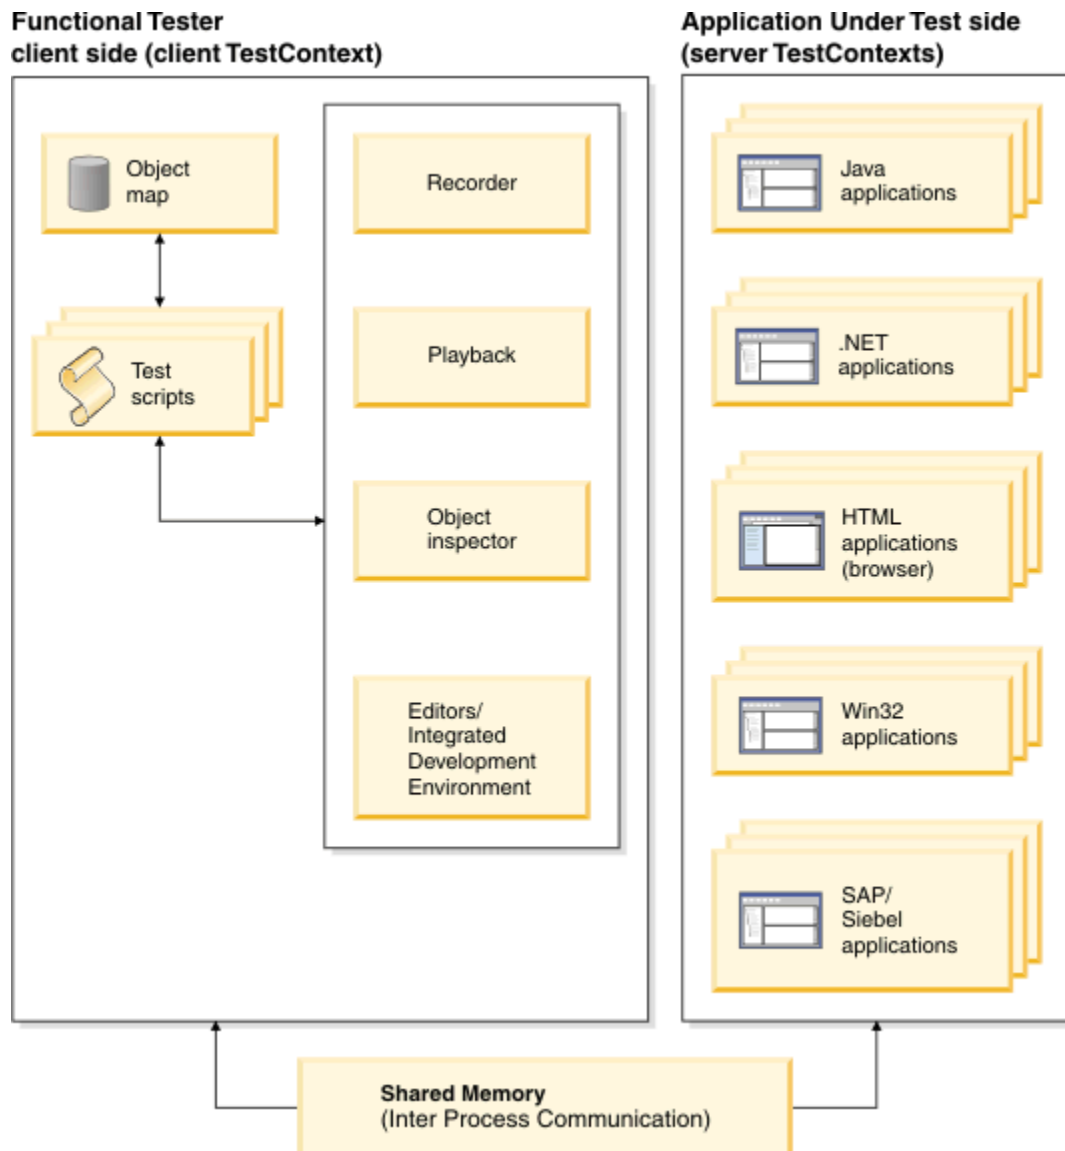 Functional Tester
client side (client TestContext)
Application Under Test side
(server TestContexts)
Object
map
Test
scripts
Recorder
Playback
Object
inspector
Editors/
Integrated
Development
Environment
Java
applications
.NET
applications
HTML
applications
(browser)
Win32
applications
SAP/
Siebel
applications
Shared Memory
(Inter Process Communication)